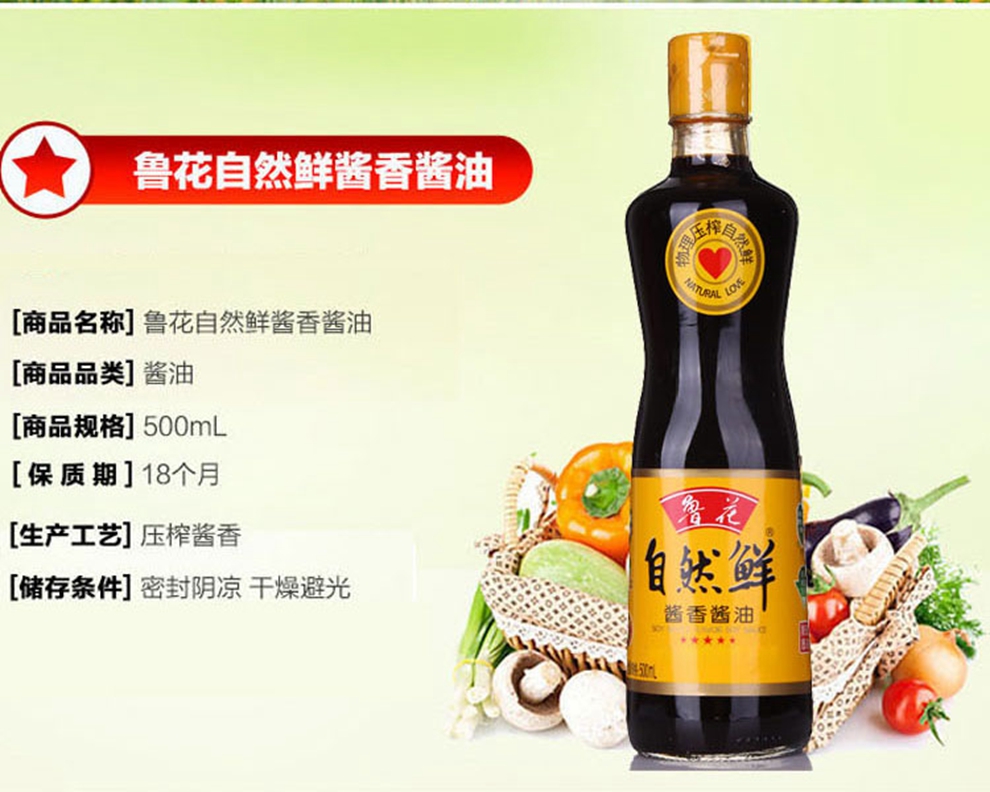 鲁花自然鲜酱香酱油
[商品名称] 鲁花自然鲜酱香酱油
[商品品类] 酱油
[商品规格] 500mL
[保质期] 18个月
[生产工艺] 压榨酱香
[储存条件] 密封阴凉 干燥避光
物理压榨自然鲜
NATURAL LOVE
鲁花
自然鲜®
酱香酱油
500mL